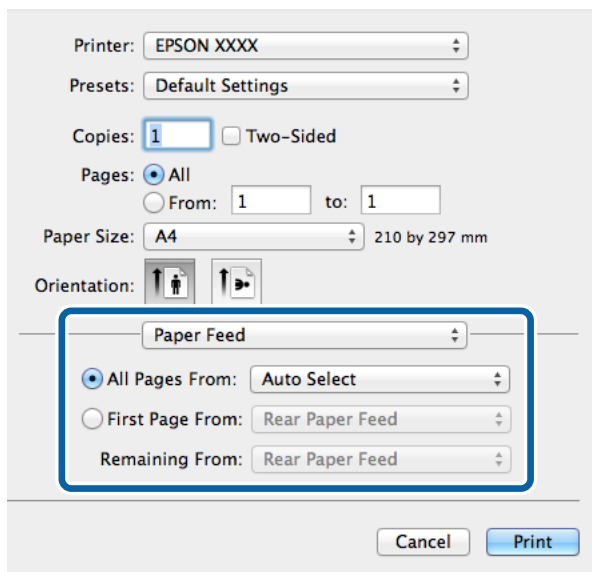 Printer: EPSON XXXX
Presets: Default Settings
Copies: 1 Two-Sided
Pages: All
From: 1 to: 1
Paper Size: A4 210 by 297 mm
Orientation:
Paper Feed
All Pages From: Auto Select
First Page From: Rear Paper Feed
Remaining From: Rear Paper Feed
Cancel Print